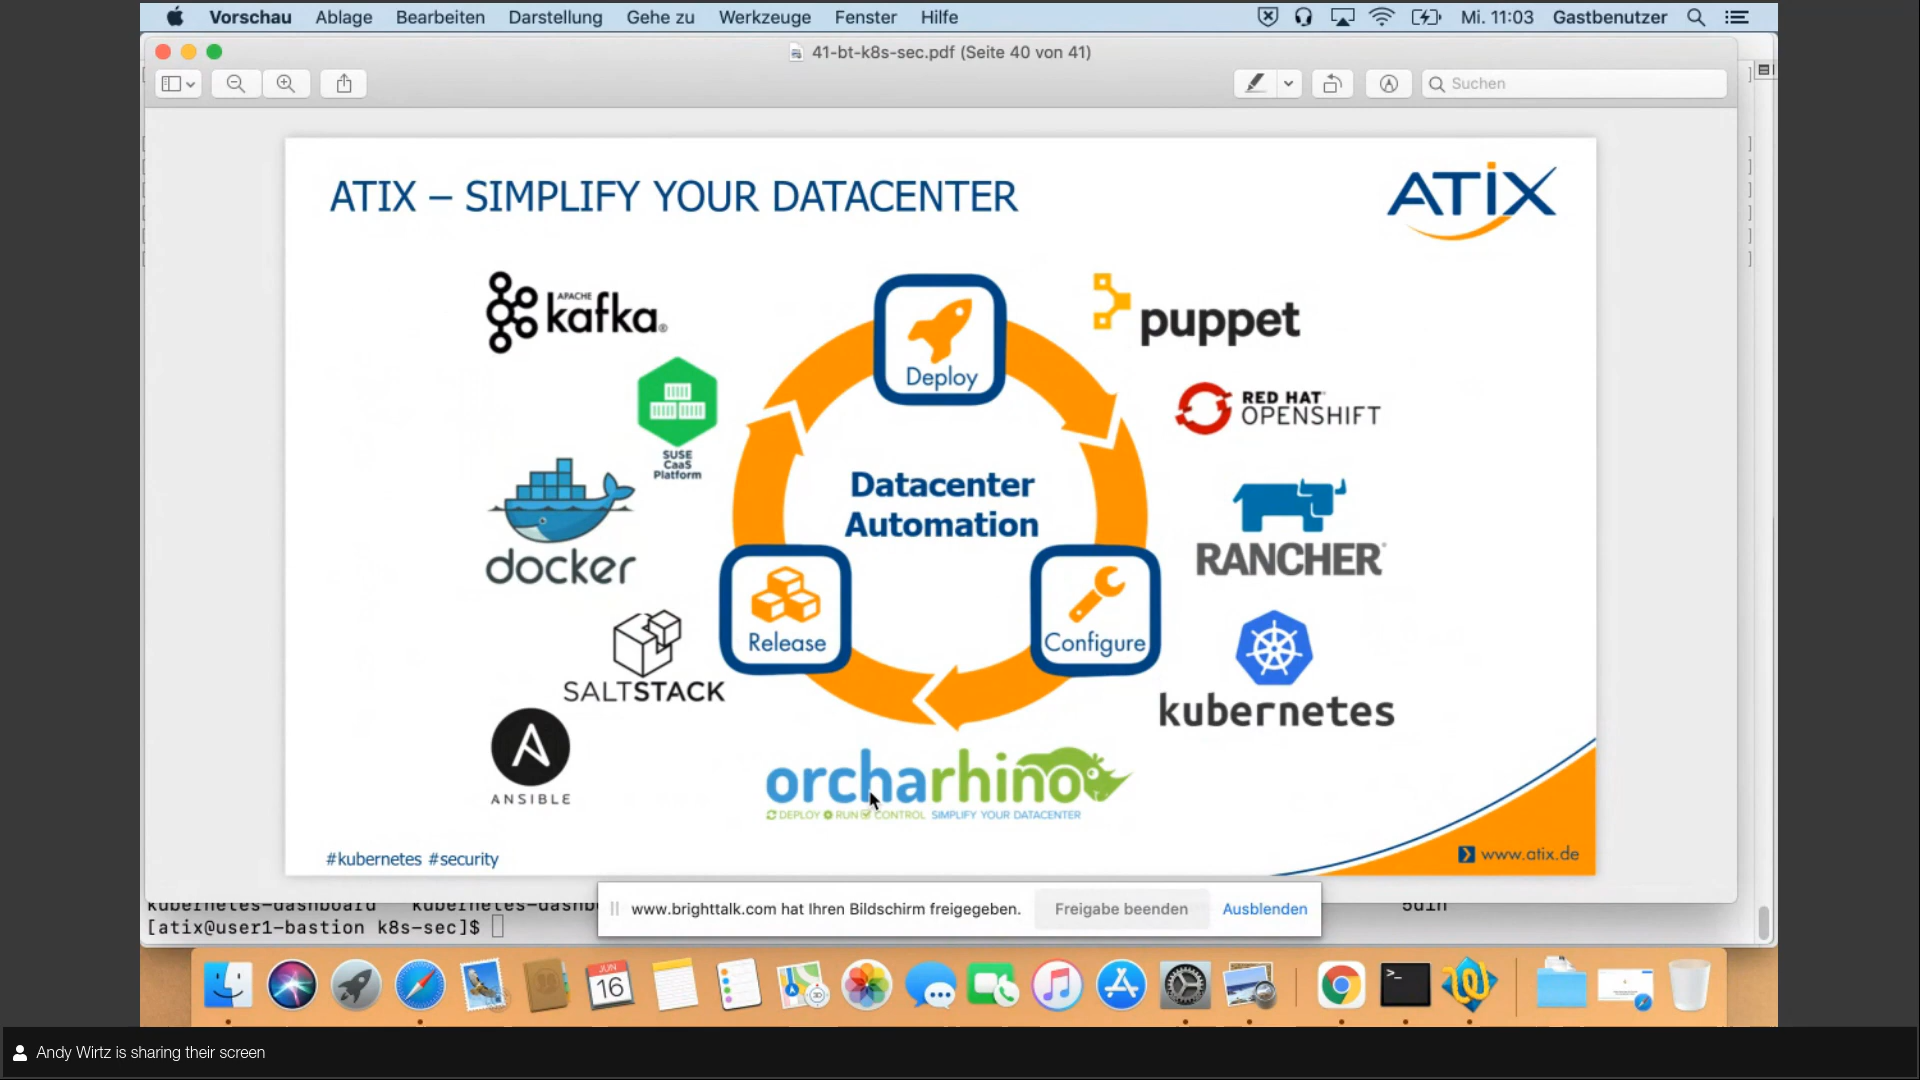 Vorschau Ablage Bearbeiten Darstellung Gehe zu Werkzeuge Fenster Hilfe Mi. 11:03 Gastbenutzer
41-bt-k8s-sec.pdf (Seite 40 von 41)
Suchen
ATIX – SIMPLIFY YOUR DATACENTER
ATIX
APACHE
kafka®
Deploy
puppet
SUSE
CaaS
Platform
RED HAT
OPENSHIFT
Datacenter
Automation
docker
RANCHER®
Release
Configure
SALTSTACK
kubernetes
ANSIBLE
orcharhino
DEPLOY RUN CONTROL SIMPLIFY YOUR DATACENTER
#kubernetes #security
www.atix.de
www.brighttalk.com hat Ihren Bildschirm freigegeben. Freigabe beenden Ausblenden
kubernetes-dashboard
[atix@user1-bastion k8s-sec]$
JUN
16
Andy Wirtz is sharing their screen